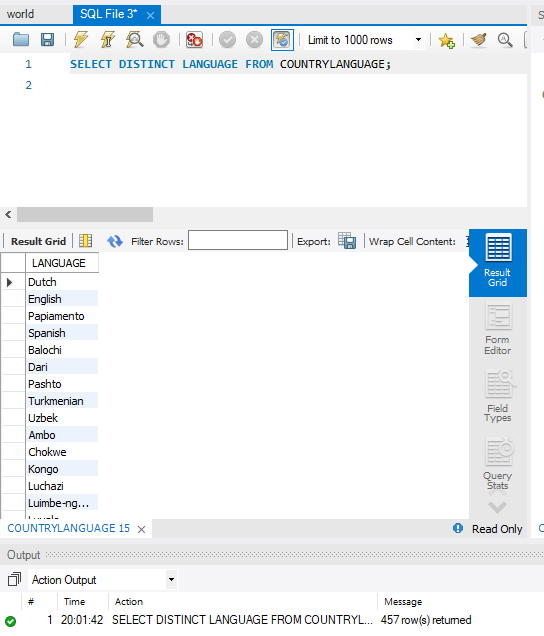 world
SQL File 3*
S
Limit to 1000 rows
1
SELECT DISTINCT LANGUAGE FROM COUNTRYLANGUAGE;
2
Result Grid
Filter Rows:
Export:
Wrap Cell Content:
Result
Grid
LANGUAGE
Dutch
English
Papiamento
Spanish
Balochi
Dari
Pashto
Turkmenian
Uzbek
Ambo
Chokwe
Kongo
Luchazi
Luimbe-ng...
Form
Editor
Field
Types
Query
Stats
COUNTRYLANGUAGE 15
Read Only
Output
Action Output
# Time Action Message
1 20:01:42 SELECT DISTINCT LANGUAGE FROM COUNTRYL... 457 row(s) returned